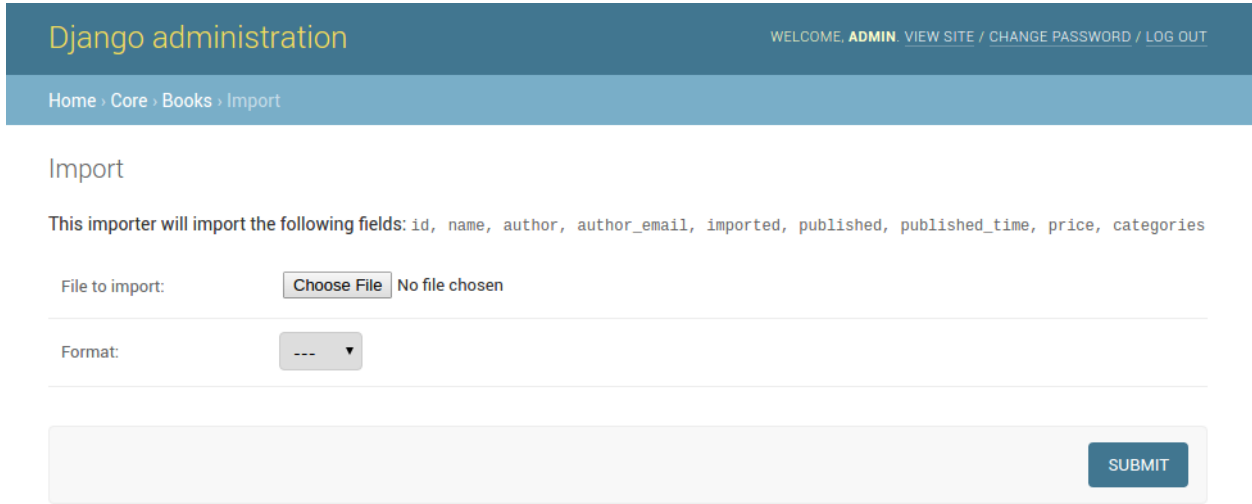 Django administration
WELCOME, ADMIN. VIEW SITE / CHANGE PASSWORD / LOG OUT
Home › Core › Books › Import
Import
This importer will import the following fields: id, name, author, author_email, imported, published, published_time, price, categories
File to import: Choose File No file chosen
Format: ---
SUBMIT